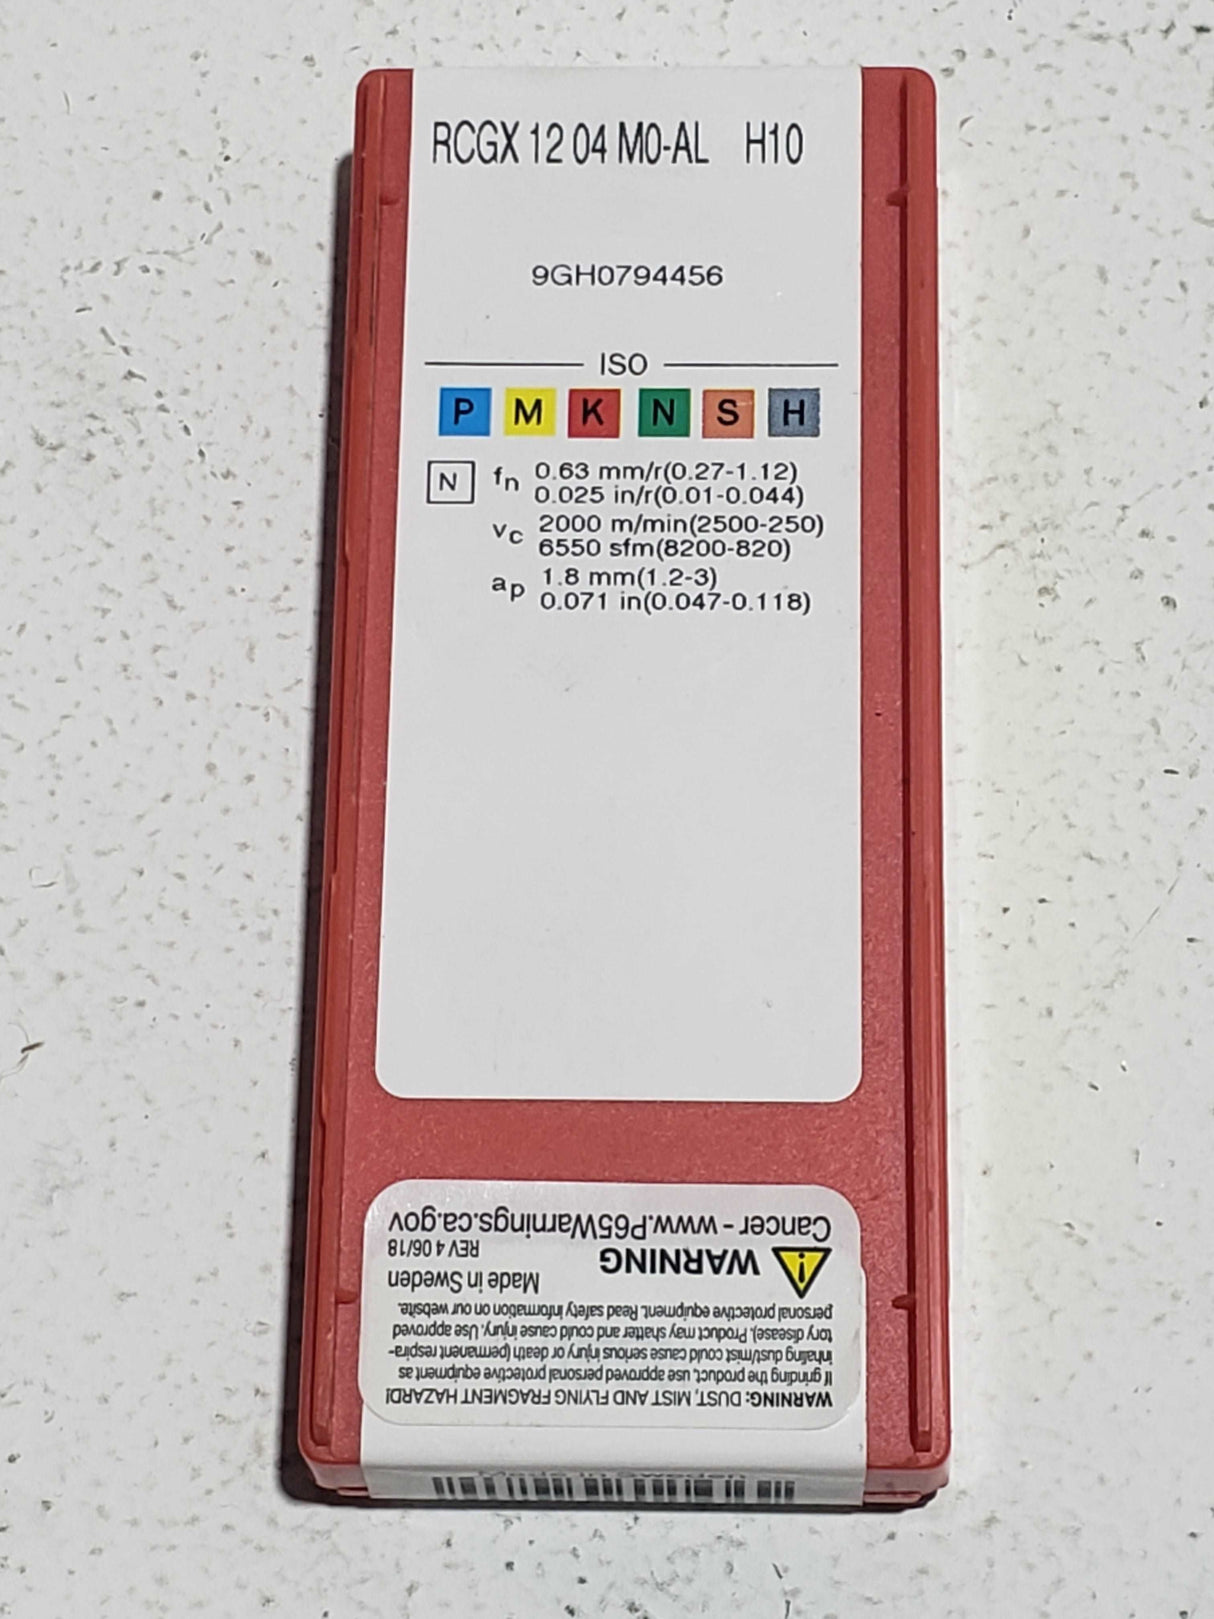 RCGX 12 04 M0-AL H10
9GH0794456
ISO
P M K N S H
N fn 0.63 mm/r(0.27-1.12)
0.025 in/r(0.01-0.044)
vc 2000 m/min(2500-250)
6550 sfm(8200-820)
ap 1.8 mm(1.2-3)
0.071 in(0.047-0.118)
WARNING: DUST, MIST AND FLYING FRAGMENT HAZARD!
If grinding the product, use approved personal protective equipment as
inhaling dust/mist could cause serious injury or death (permanent respira-
tory disease). Product may shatter and could cause injury. Use approved
personal protective equipment. Read safety information on our website.
Made in Sweden
WARNING
REV 4 06/18
Cancer - www.P65Warnings.ca.gov
Made in Sweden